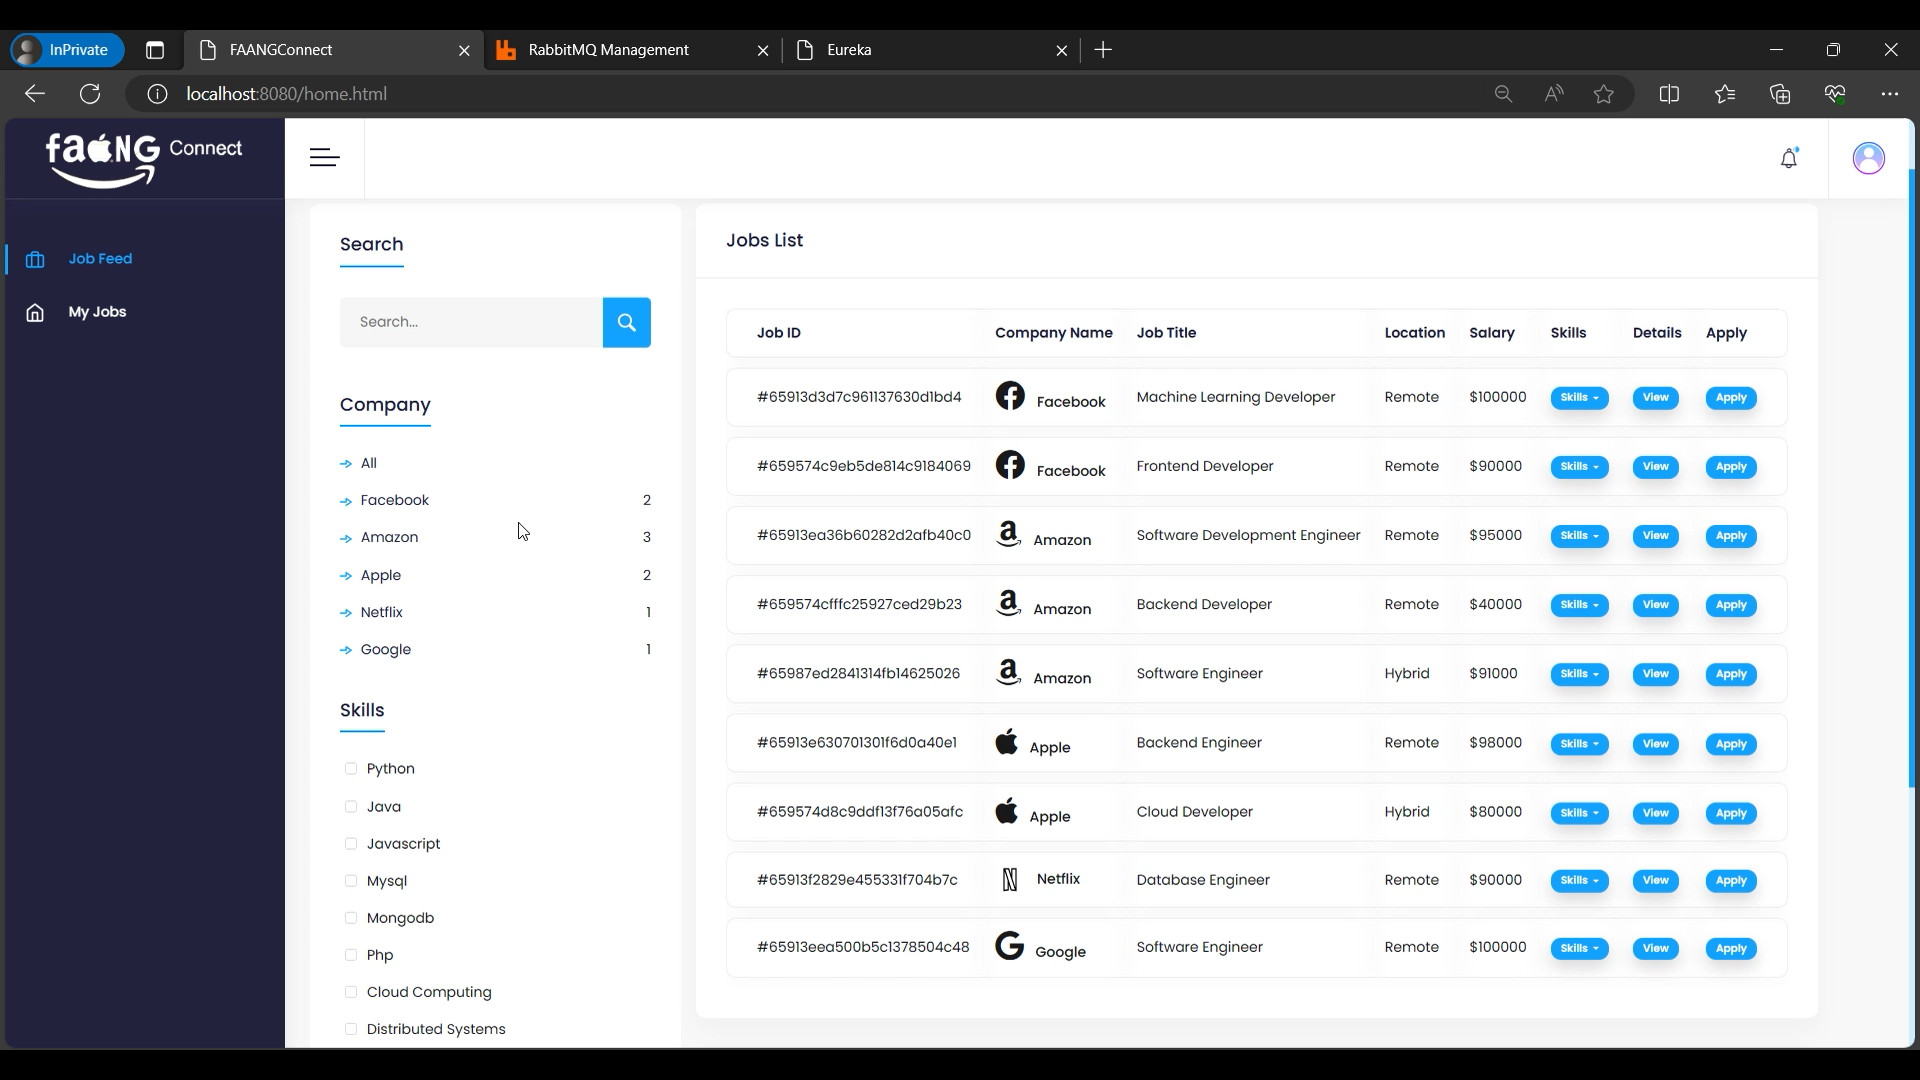 InPrivate FAANGConnect RabbitMQ Management Eureka
localhost:8080/home.html
faang Connect
Job Feed
My Jobs
Search
Search...
Company
All
Facebook 2
Amazon 3
Apple 2
Netflix 1
Google 1
Skills
Python
Java
Javascript
Mysql
Mongodb
Php
Cloud Computing
Distributed Systems
Jobs List
Job ID Company Name Job Title Location Salary Skills Details Apply
#65913d3d7c961137630d1bd4 Facebook Machine Learning Developer Remote $100000 Skills View Apply
#659574c9eb5de814c9184069 Facebook Frontend Developer Remote $90000 Skills View Apply
#65913ea36b60282d2afb40c0 Amazon Software Development Engineer Remote $95000 Skills View Apply
#659574cfffc25927ced29b23 Amazon Backend Developer Remote $40000 Skills View Apply
#65987ed2841314fb14625026 Amazon Software Engineer Hybrid $91000 Skills View Apply
#65913e630701301f6d0a40e1 Apple Backend Engineer Remote $98000 Skills View Apply
#659574d8c9ddf13f76a05afc Apple Cloud Developer Hybrid $80000 Skills View Apply
#65913f2829e455331f704b7c Netflix Database Engineer Remote $90000 Skills View Apply
#65913eea500b5c1378504c48 Google Software Engineer Remote $100000 Skills View Apply